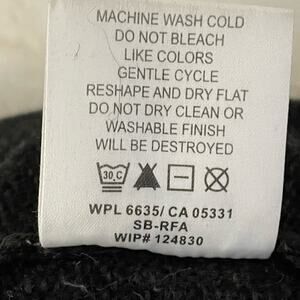 MACHINE WASH COLD
DO NOT BLEACH
LIKE COLORS
GENTLE CYCLE
RESHAPE AND DRY FLAT
DO NOT DRY CLEAN OR
WASHABLE FINISH
WILL BE DESTROYED
30°C
WPL 6635/ CA 05331
SB-RFA
WIP# 124830